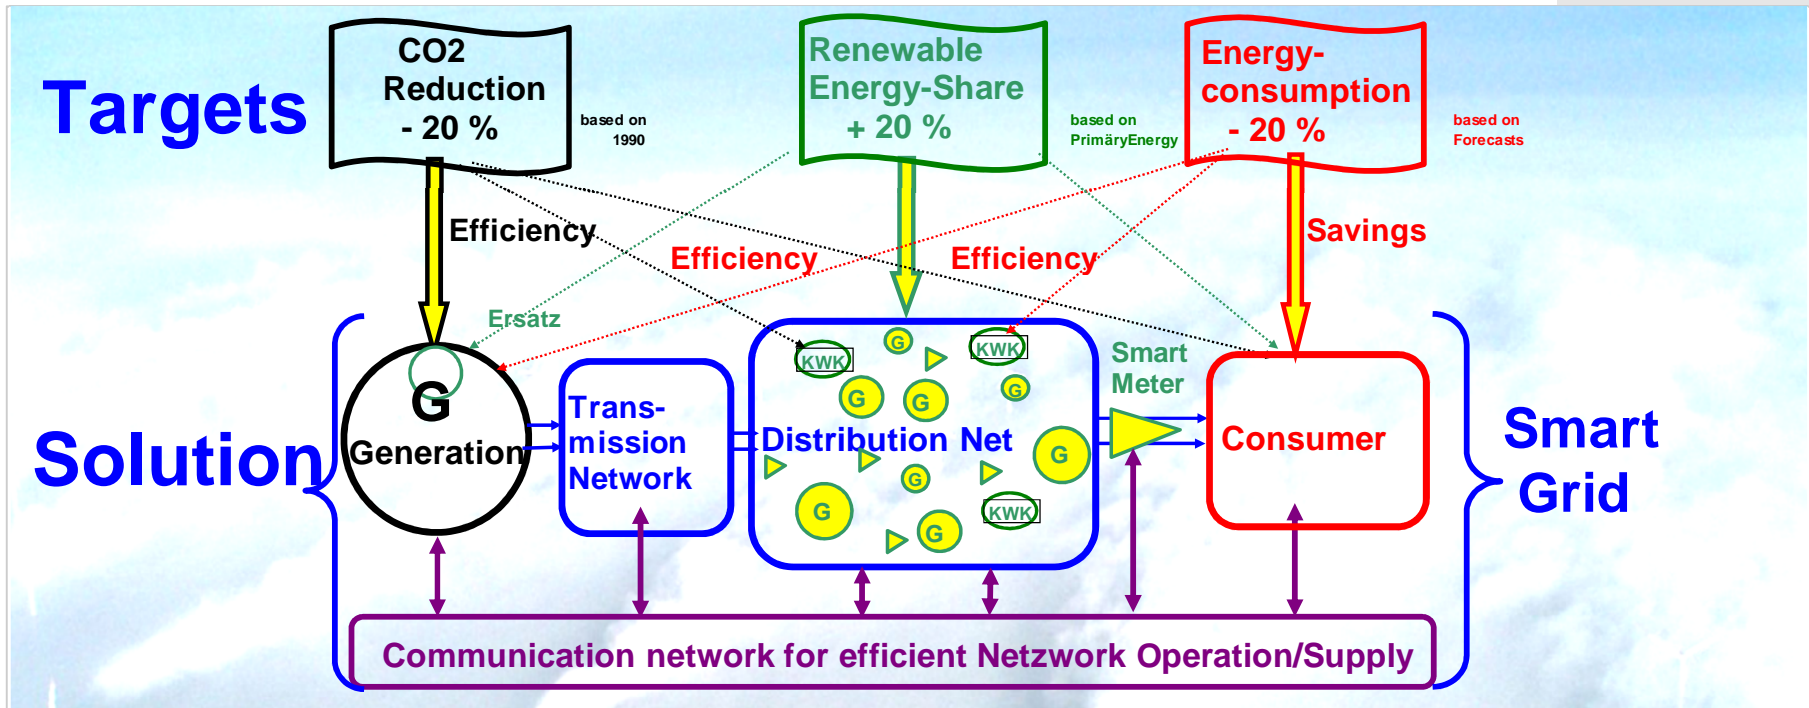 Targets
CO2
Reduction
- 20 %
based on
1990
Renewable
Energy-Share
+ 20 %
based on
PrimäryEnergy
Energy-
consumption
- 20 %
based on
Forecasts
Efficiency
Efficiency
Efficiency
Savings
Ersatz
Solution
G
Generation
Trans-
mission
Network
Distribution Net
KWK
G
KWK
G
G
G
G
G
G
G
KWK
Smart
Meter
Consumer
Smart
Grid
Communication network for efficient Netzwork Operation/Supply